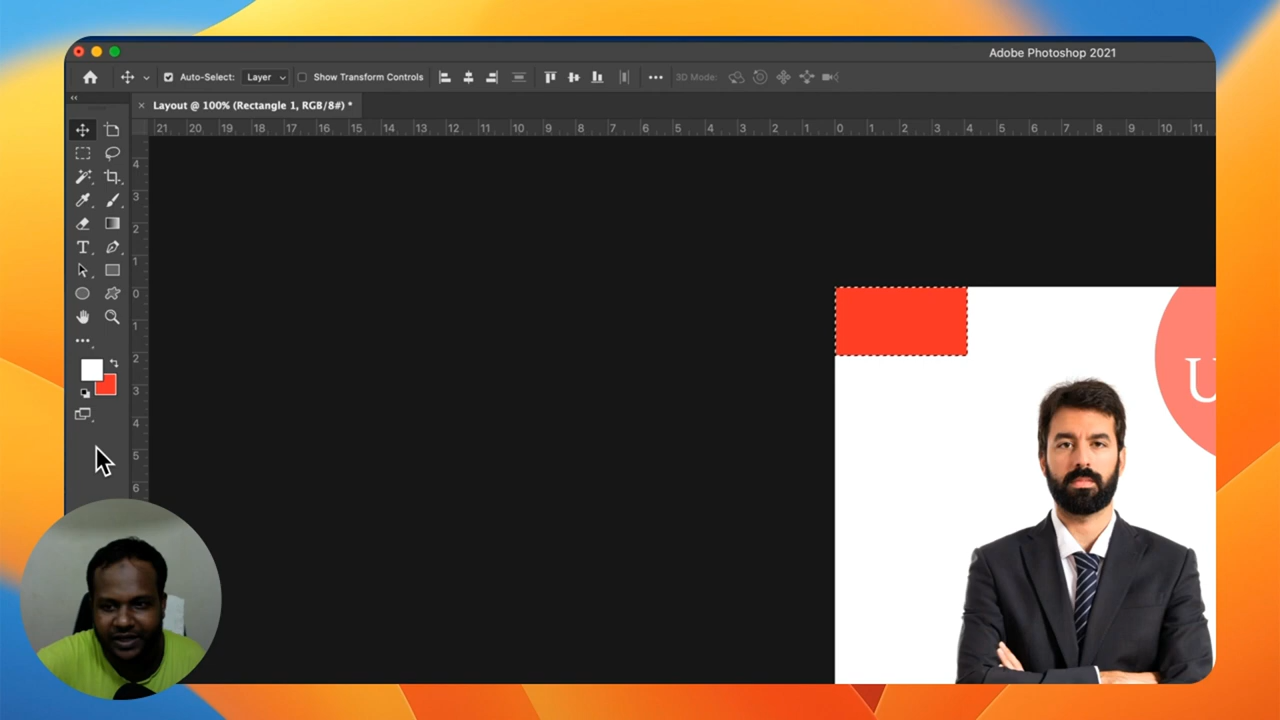 Adobe Photoshop 2021
Auto-Select: Layer Show Transform Controls 3D Mode:
Layout @ 100% (Rectangle 1, RGB/8#) *
21 20 19 18 17 16 15 14 13 12 11 10 9 8 7 6 5 4 3 2 1 0 1 2 3 4 5 6 7 8 9 10 11
4
3
2
1
0
1
2
3
4
5
6
T
U